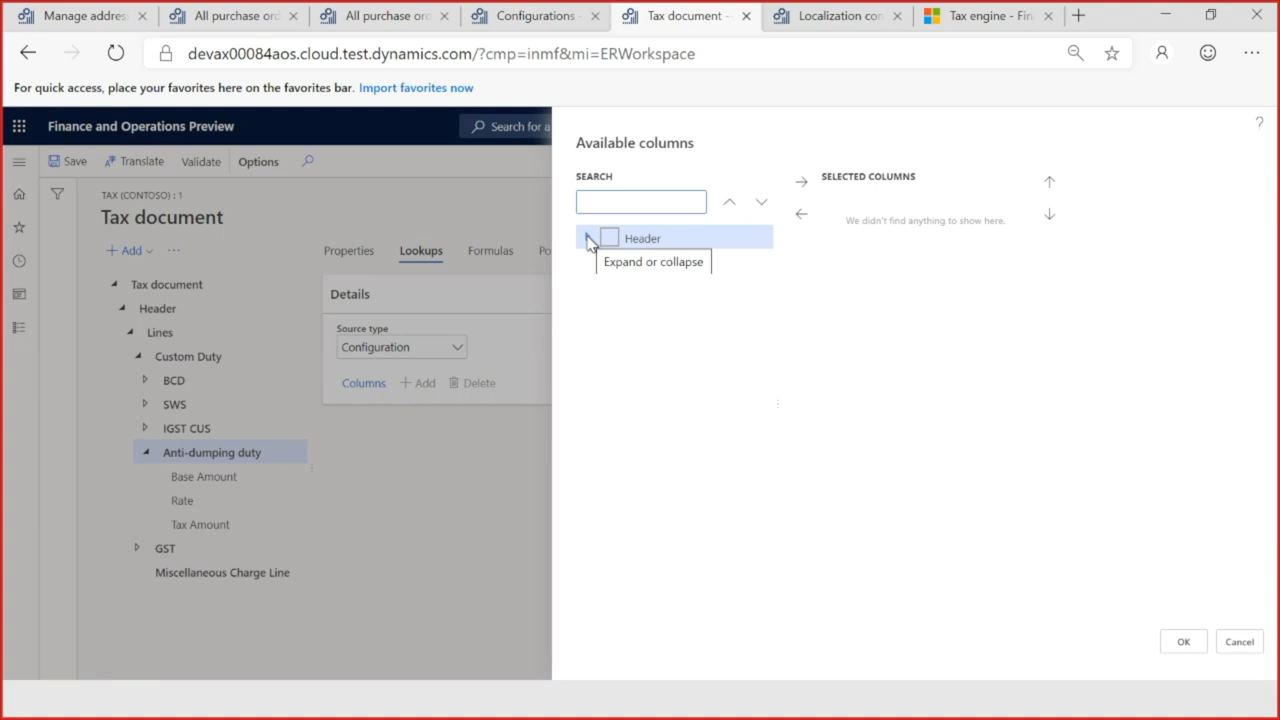 Manage addres
All purchase ord
All purchase ord
Configurations -
Tax document --
Localization con
Tax engine - Fin
devax00084aos.cloud.test.dynamics.com/?cmp=inmf&mi=ERWorkspace
For quick access, place your favorites here on the favorites bar. Import favorites now
Finance and Operations Preview
Search for a
Save Translate Validate Options
TAX (CONTOSO) : 1
Tax document
+ Add
Properties Lookups Formulas Po
Tax document
Header
Lines
Custom Duty
BCD
SWS
IGST CUS
Anti-dumping duty
Base Amount
Rate
Tax Amount
GST
Miscellaneous Charge Line
Details
Source type
Configuration
Columns + Add Delete
?
Available columns
SEARCH
Header
Expand or collapse
SELECTED COLUMNS
We didn't find anything to show here.
OK Cancel